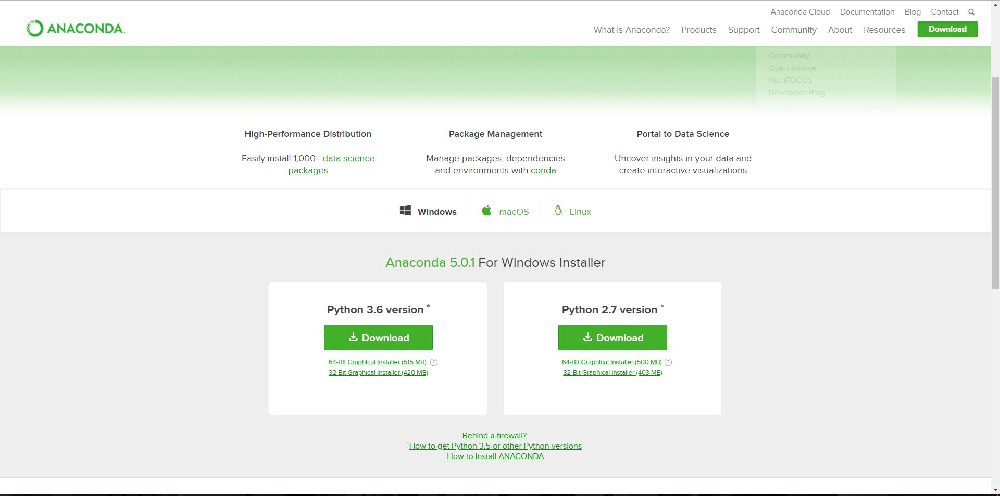 Anaconda Cloud Documentation Blog Contact
ANACONDA.
What is Anaconda? Products Support Community About Resources Download
Community
Open Source
NumFOCUS
Developer Blog
High-Performance Distribution
Easily install 1,000+ data science
packages
Package Management
Manage packages, dependencies
and environments with conda
Portal to Data Science
Uncover insights in your data and
create interactive visualizations
Windows macOS Linux
Anaconda 5.0.1 For Windows Installer
Python 3.6 version *
Download
64-Bit Graphical Installer (515 MB) ?
32-Bit Graphical Installer (420 MB)
Python 2.7 version *
Download
64-Bit Graphical Installer (500 MB) ?
32-Bit Graphical Installer (403 MB)
Behind a firewall?
*How to get Python 3.5 or other Python versions
How to Install ANACONDA